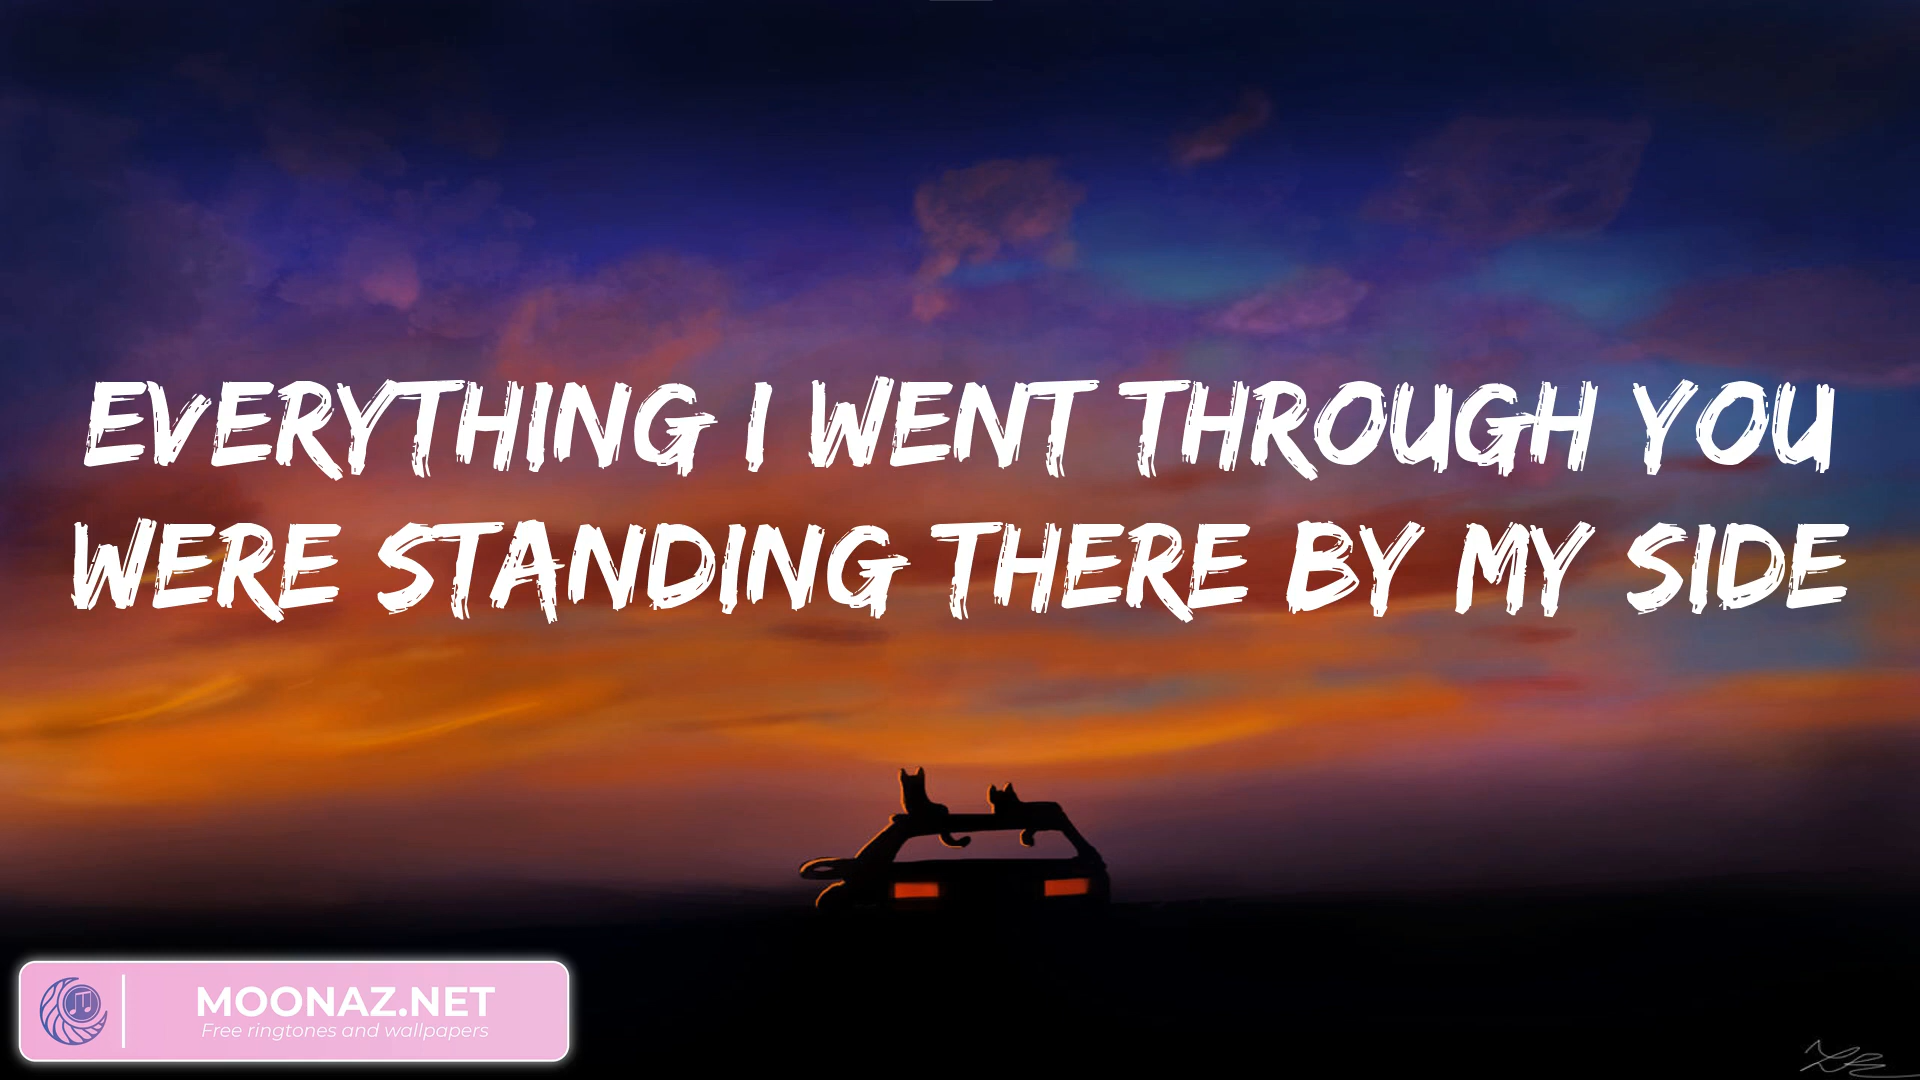 EVERYTHING I WENT THROUGH YOU
WERE STANDING THERE BY MY SIDE
MOONAZ.NET
Free ringtones and wallpapers